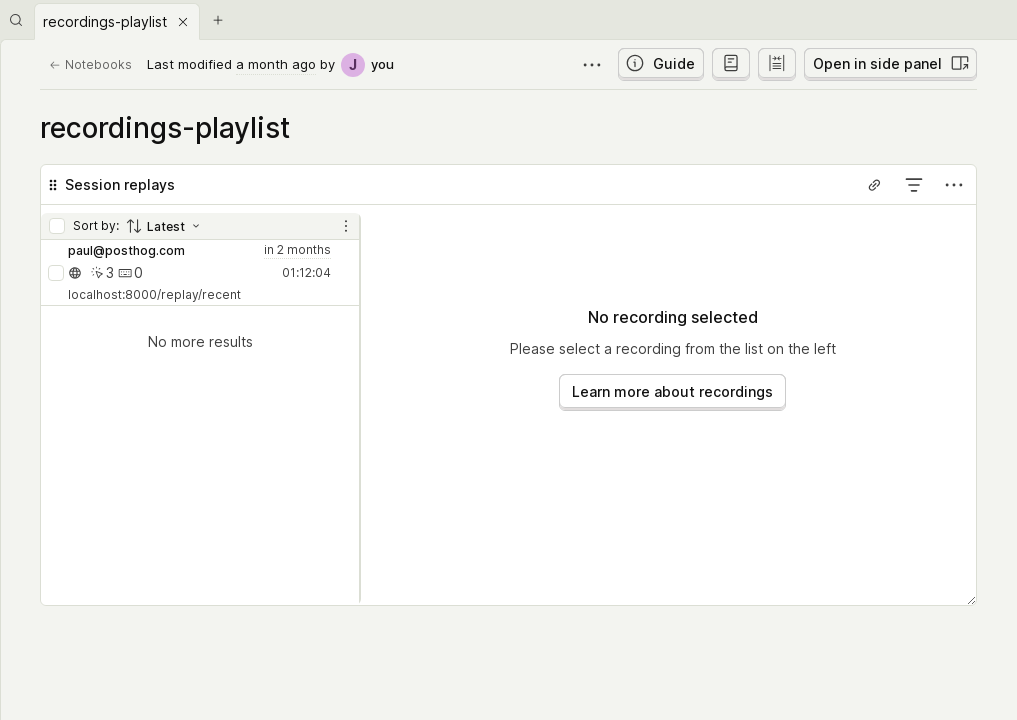 recordings-playlist
Notebooks
Last modified a month ago by J you
Guide
Open in side panel
recordings-playlist
Session replays
Sort by: Latest
paul@posthog.com
in 2 months
3 0
01:12:04
localhost:8000/replay/recent
No more results
No recording selected
Please select a recording from the list on the left
Learn more about recordings